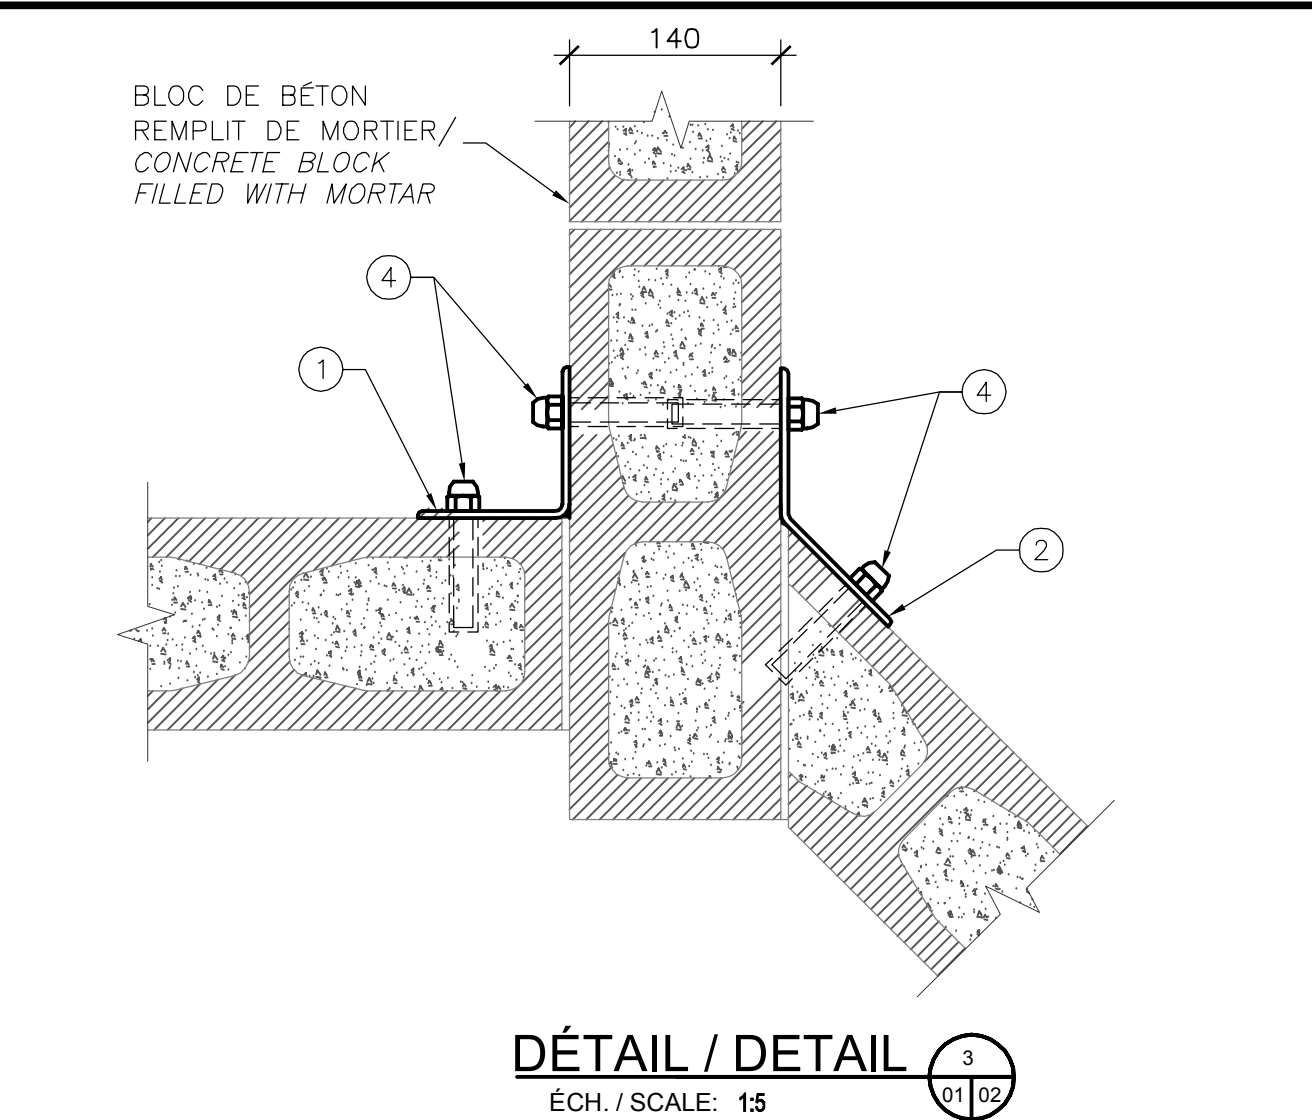 140
BLOC DE BÉTON
REMPLIT DE MORTIER/
CONCRETE BLOCK
FILLED WITH MORTAR
4
1
4
2
DÉTAIL / DETAIL
3
01 02
ÉCH. / SCALE: 1:5